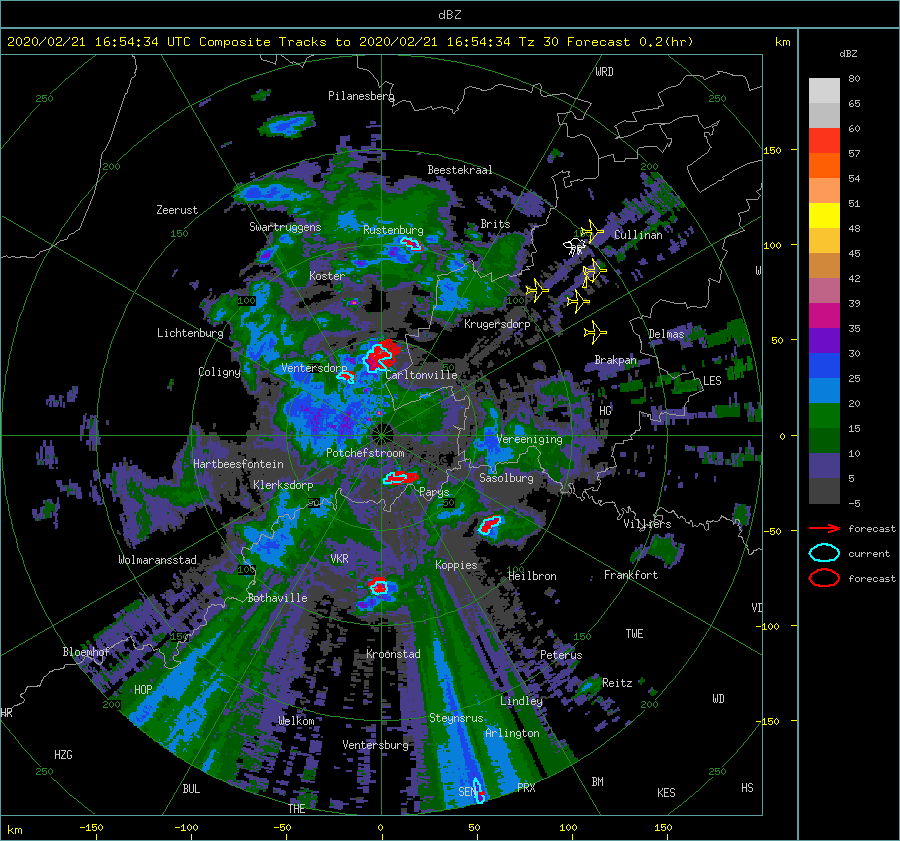 dBZ
2020/02/21 16:54:34 UTC Composite Tracks to 2020/02/21 16:54:34 Tz 30 Forecast 0.2(hr) km
dBZ
WRD
80
Pilanesberg
250
250
65
60
150
57
Beestekraal
200
200
54
Zeerust
51
Swartruggens
Rustenburg
Brits
150
Cullinan
48
100
45
Koster
W
42
100
100
39
Lichtenburg
Krugersdorp
Delmas
35
50
30
Coligny
Ventersdorp
Carltonville
Brakpan
LES
25
HG
20
Vereeniging
0
15
Potchefstroom
10
Hartbeesfontein
Klerksdorp
Parys
Sasolburg
-5
50
50
Villiers
-50
forecast
Wolmaransstad
VKR
Koppies
current
100
100
Heilbron
Frankfort
forecast
Bothaville
VD
-100
150
150
TWE
Bloemhof
Kroonstad
Peterus
HOP
Reitz
200
Lindley
200
WD
HR
Welkom
Steynsrus
-150
Arlington
HZG
Ventersburg
250
250
BUL
SEN
PRX
BM
KES
HS
THE
km
-150
-100
-50
0
50
100
150